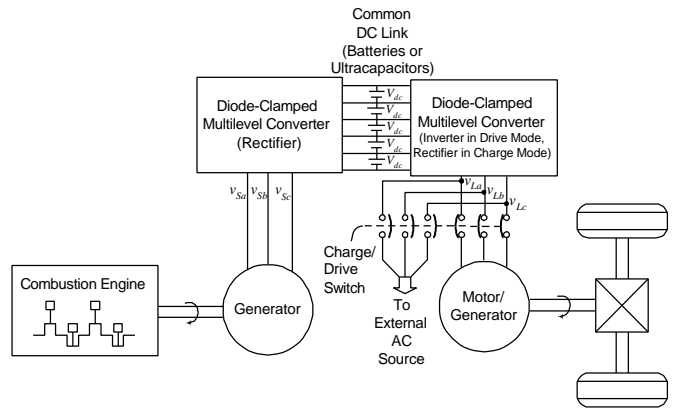 Common
DC Link
(Batteries or
Ultracapacitors)
Diode-Clamped
Multilevel Converter
(Rectifier)
V_dc
V_dc
V_dc
V_dc
V_dc
Diode-Clamped
Multilevel Converter
(Inverter in Drive Mode,
Rectifier in Charge Mode)
v_Sa v_Sb v_Sc
v_La
v_Lb
v_Lc
Charge/
Drive
Switch
Combustion Engine
Generator
To
External
AC
Source
Motor/
Generator